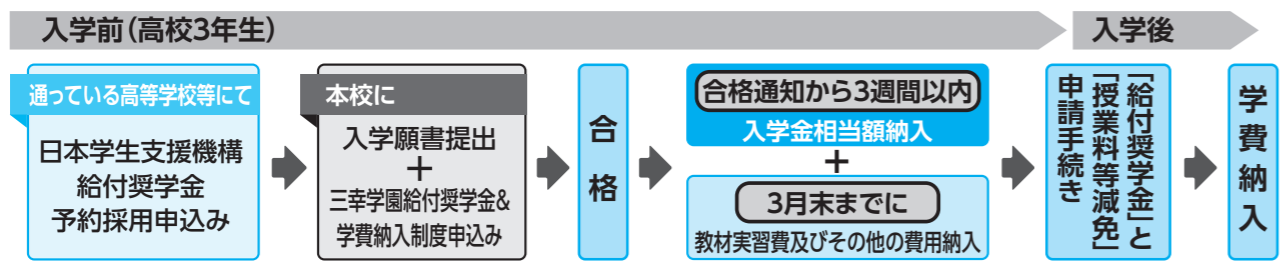 入学前(高校3年生)
入学後
通っている高等学校等にて
日本学生支援機構
給付奨学金
予約採用申込み
本校に
入学願書提出
+
三幸学園給付奨学金&
学費納入制度申込み
合格
合格通知から3週間以内
入学金相当額納入
+
3月末までに
教材実習費及びその他の費用納入
「給付奨学金」と
「授業料等減免」
申請手続き
学費納入